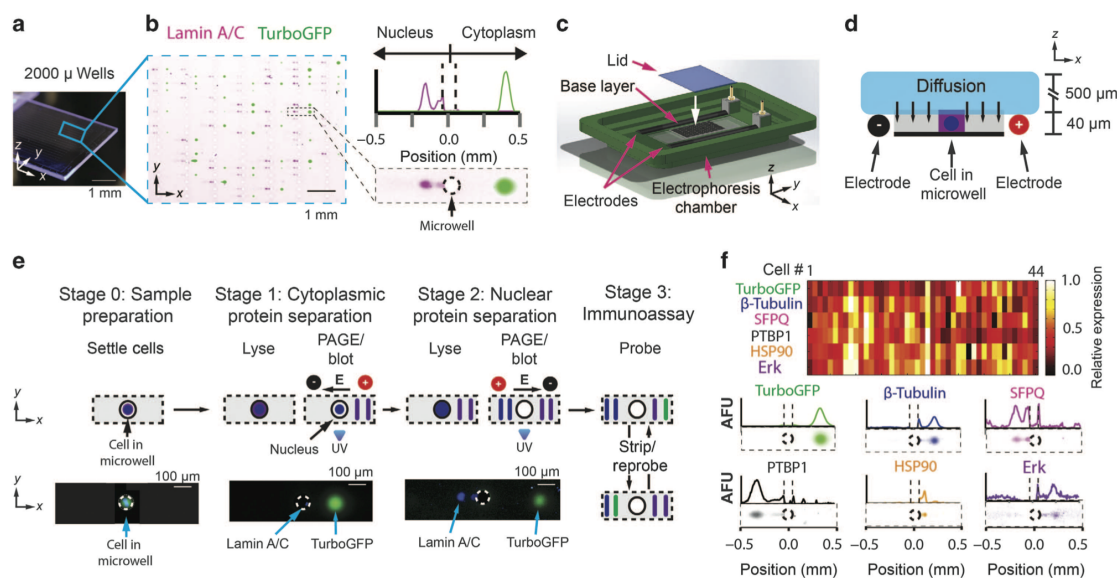 a
2000 μ Wells
z
y
x
1 mm
b
Lamin A/C TurboGFP
y
x
1 mm
Nucleus Cytoplasm
−0.5 0.0 0.5
Position (mm)
Microwell
c
Lid
Base layer
Electrodes
Electrophoresis
chamber
z
y
x
d
z
x
Diffusion
500 μm
40 μm
- +
Electrode
Cell in
microwell
Electrode
e
Stage 0: Sample
preparation
Settle cells
y
x
Cell in
microwell
100 μm
y
x
Cell in
microwell
Stage 1: Cytoplasmic
protein separation
Lyse
PAGE/
blot
- E +
Nucleus
UV
100 μm
Lamin A/C
TurboGFP
Stage 2: Nuclear
protein separation
Lyse
PAGE/
blot
+ E -
UV
100 μm
Lamin A/C
TurboGFP
Stage 3:
Immunoassay
Probe
Strip/
reprobe
f
Cell # 1 44
TurboGFP
β-Tubulin
SFPQ
PTBP1
HSP90
Erk
1.0
0.5
0.0
Relative expression
TurboGFP β-Tubulin SFPQ
AFU
PTBP1 HSP90 Erk
AFU
−0.5 0.0 0.5 −0.5 0.0 0.5 −0.5 0.0 0.5
Position (mm) Position (mm) Position (mm)